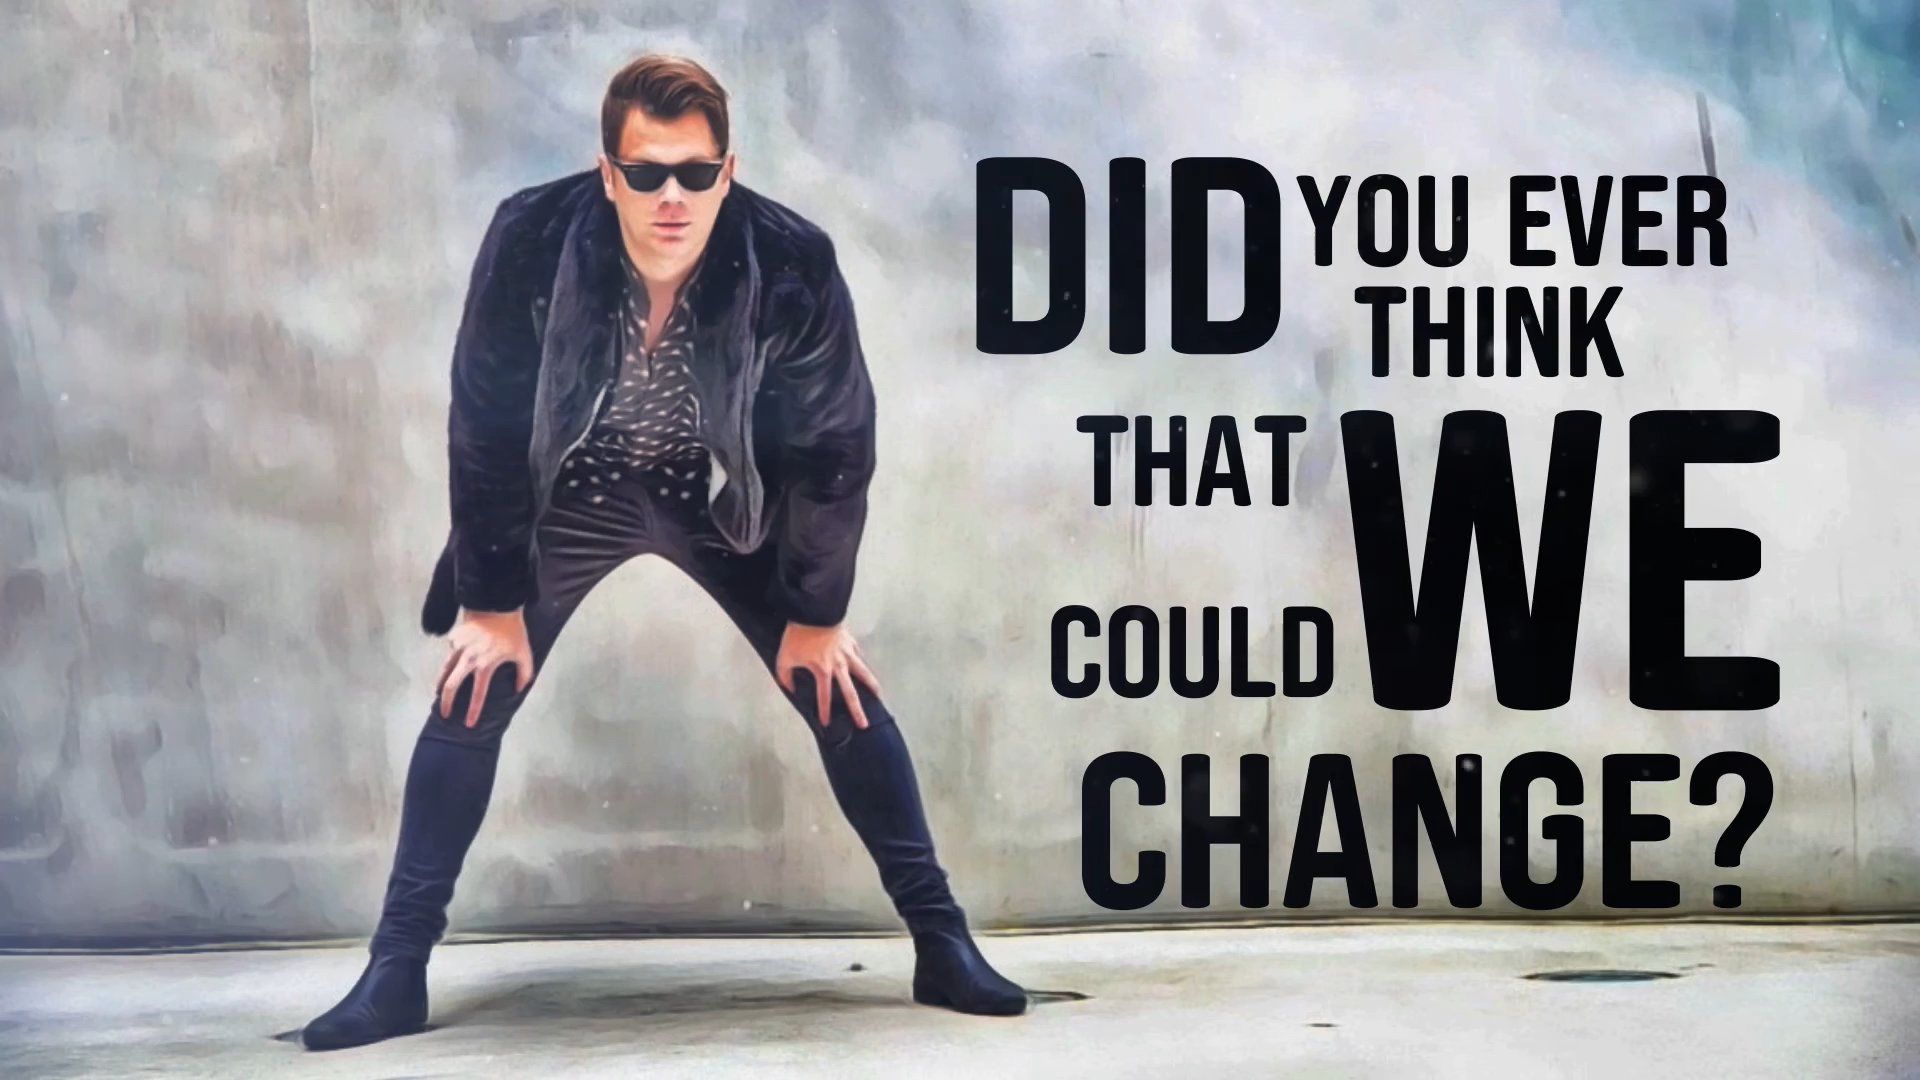 DID YOU EVER
THINK
THAT WE
COULD
CHANGE?